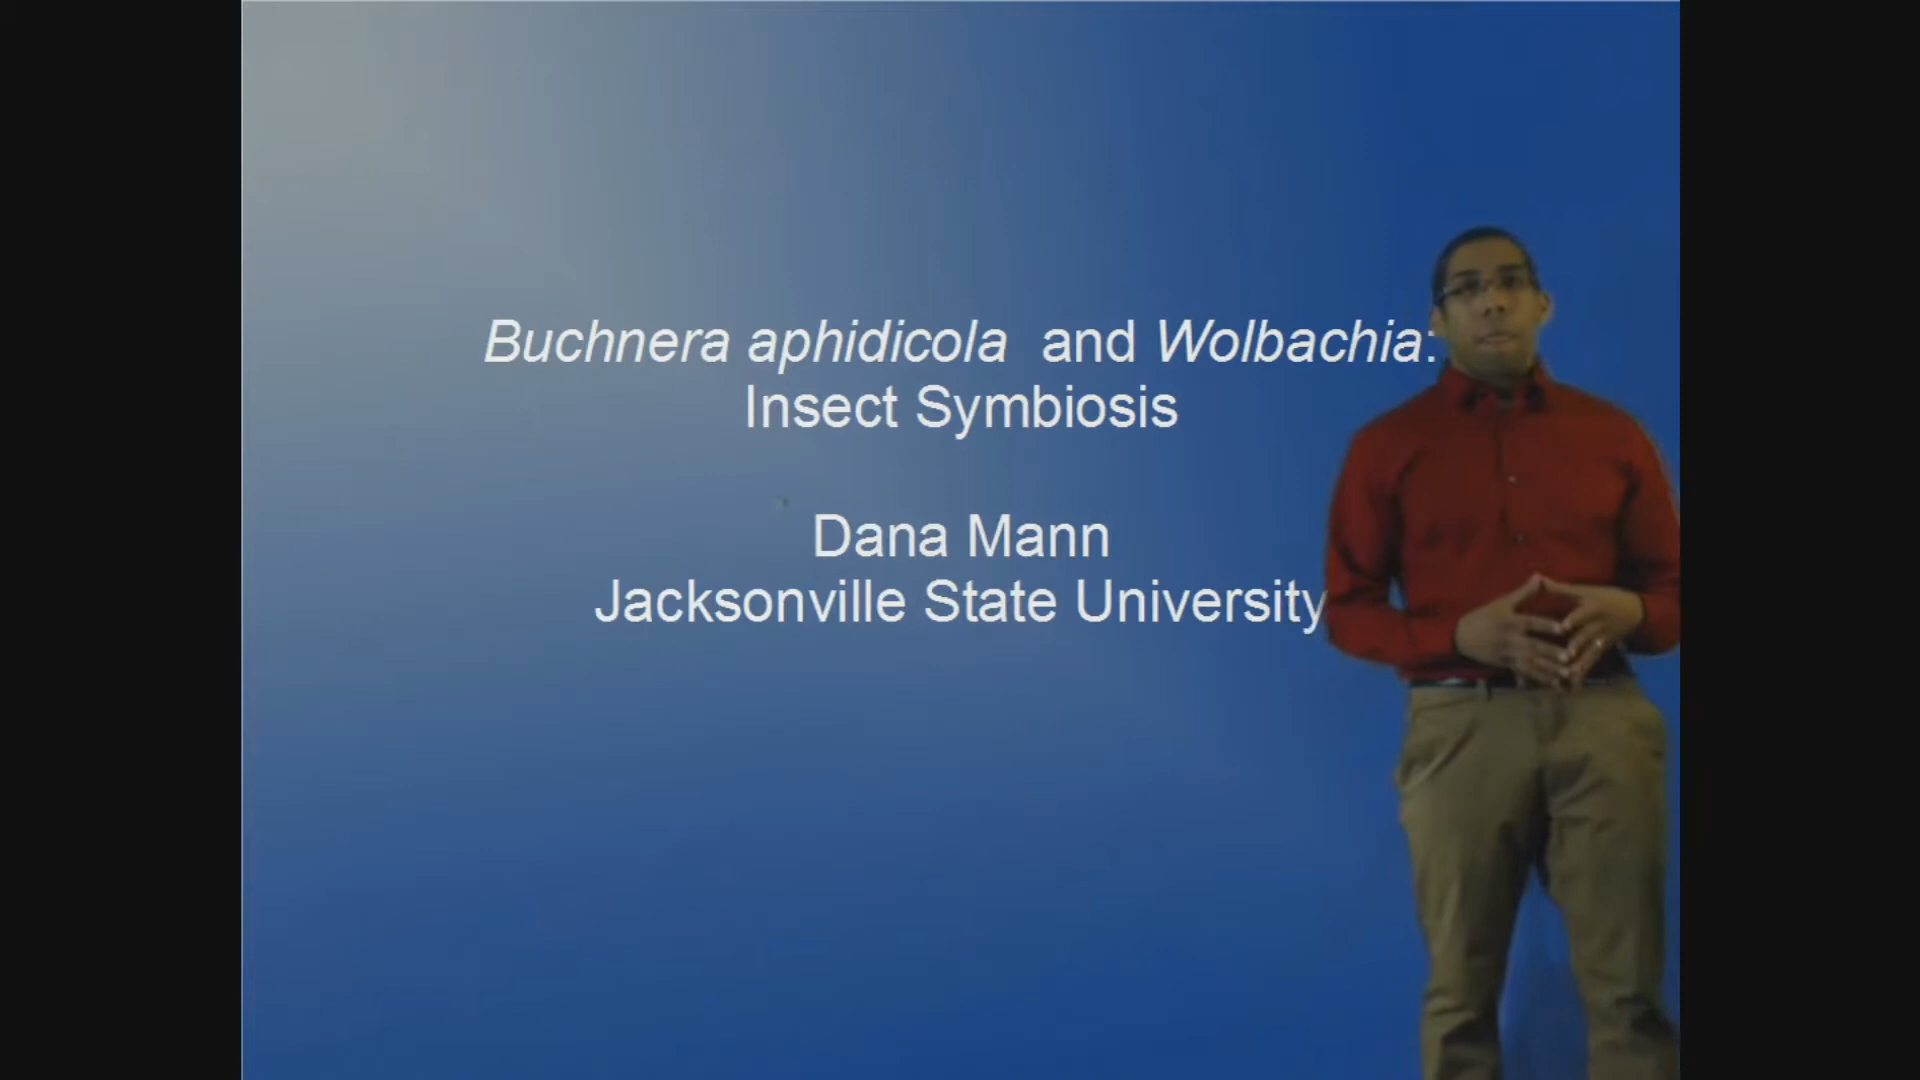 Buchnera aphidicola and Wolbachia:
Insect Symbiosis
Dana Mann
Jacksonville State University